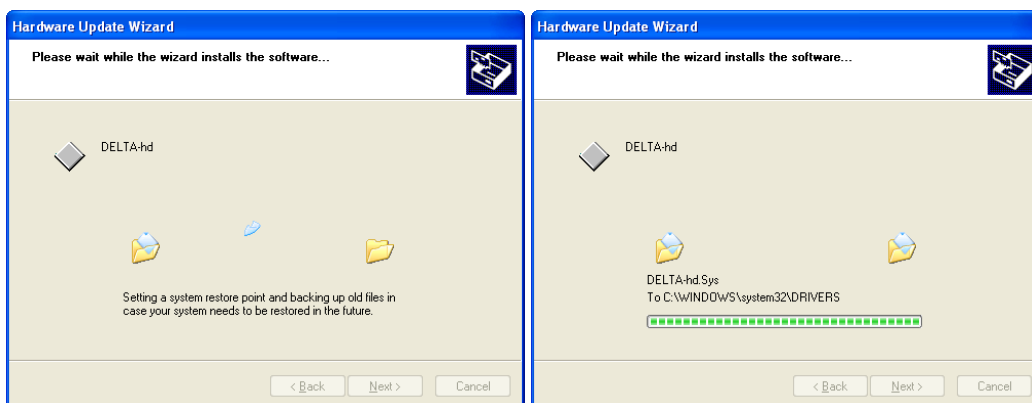 Hardware Update Wizard
Please wait while the wizard installs the software...
DELTA-hd
Setting a system restore point and backing up old files in
case your system needs to be restored in the future.
< Back
Next >
Cancel
Hardware Update Wizard
Please wait while the wizard installs the software...
DELTA-hd
DELTA-hd.Sys
To C:\WINDOWS\system32\DRIVERS
< Back
Next >
Cancel